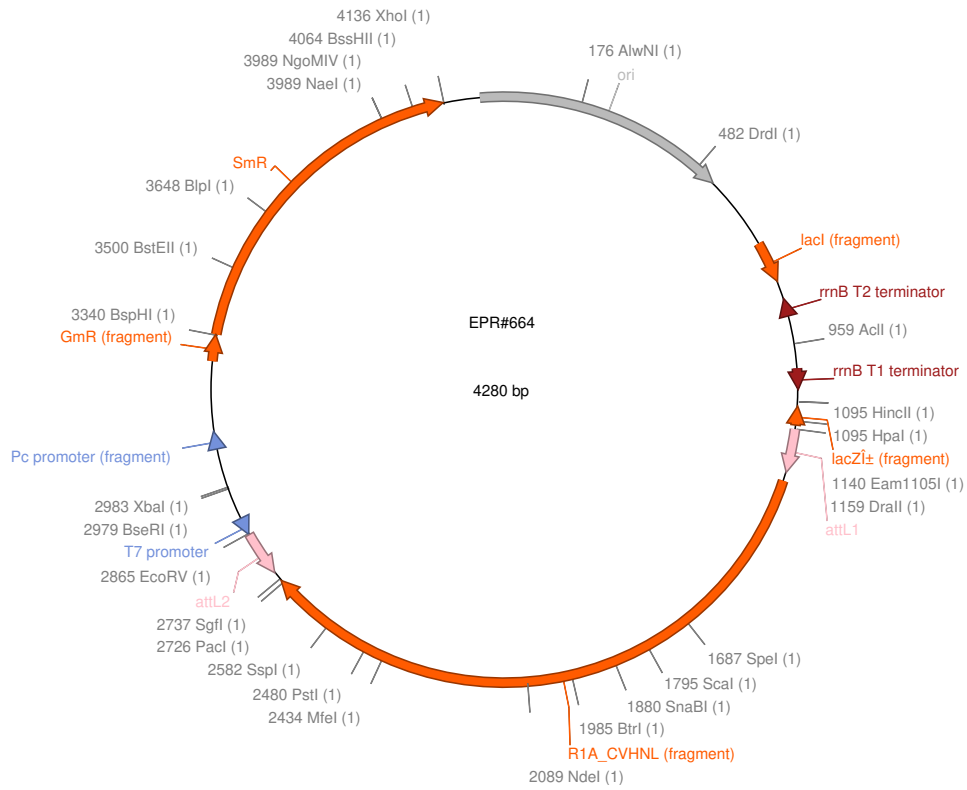 4136 XhoI (1)
4064 BssHII (1)
3989 NgoMIV (1)
3989 NaeI (1)
176 AlwNI (1)
ori
482 DrdI (1)
SmR
3648 BlpI (1)
3500 BstEII (1)
lacI (fragment)
rrnB T2 terminator
3340 BspHI (1)
GmR (fragment)
EPR#664
959 AclI (1)
rrnB T1 terminator
4280 bp
1095 HincII (1)
1095 HpaI (1)
lacZÎ± (fragment)
Pc promoter (fragment)
1140 Eam1105I (1)
1159 DraII (1)
attL1
2983 XbaI (1)
2979 BseRI (1)
T7 promoter
2865 EcoRV (1)
attL2
2737 SgfI (1)
2726 PacI (1)
2582 SspI (1)
2480 PstI (1)
2434 MfeI (1)
1687 SpeI (1)
1795 ScaI (1)
1880 SnaBI (1)
1985 BtrI (1)
R1A_CVHNL (fragment)
2089 NdeI (1)